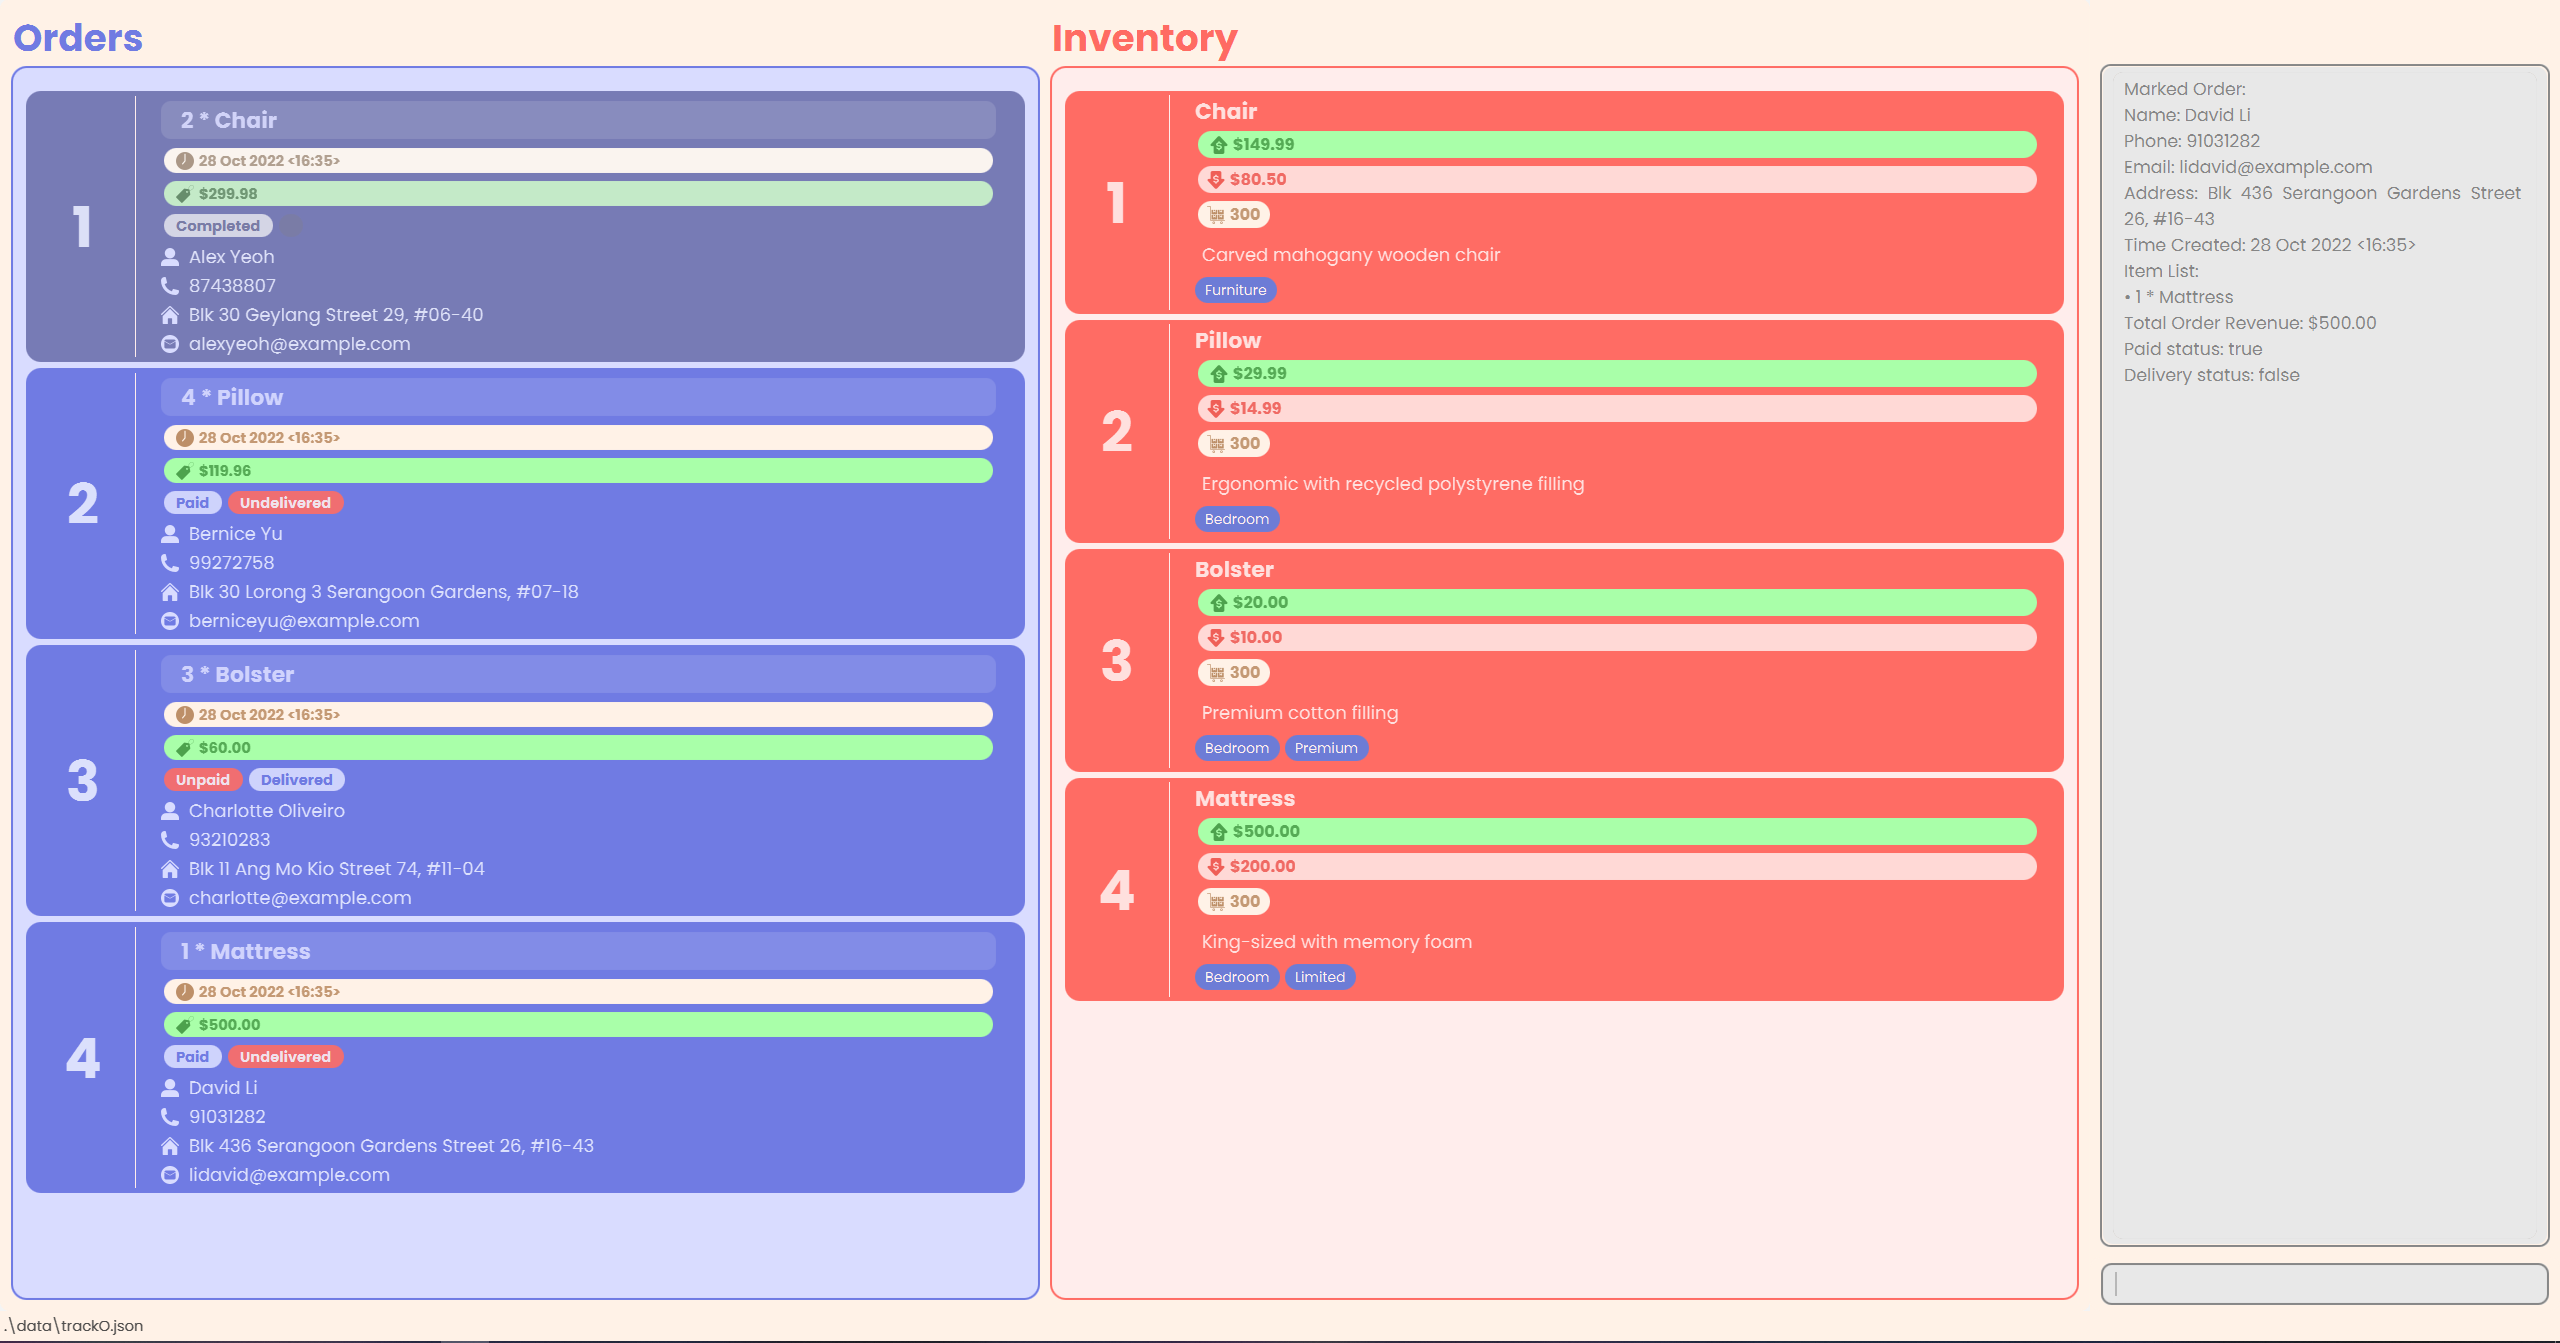 Orders
1
2 * Chair
28 Oct 2022 <16:35>
$299.98
Completed
Alex Yeoh
87438807
Blk 30 Geylang Street 29, #06-40
alexyeoh@example.com
2
4 * Pillow
28 Oct 2022 <16:35>
$119.96
Paid Undelivered
Bernice Yu
99272758
Blk 30 Lorong 3 Serangoon Gardens, #07-18
berniceyu@example.com
3
3 * Bolster
28 Oct 2022 <16:35>
$60.00
Unpaid Delivered
Charlotte Oliveiro
93210283
Blk 11 Ang Mo Kio Street 74, #11-04
charlotte@example.com
4
1 * Mattress
28 Oct 2022 <16:35>
$500.00
Paid Undelivered
David Li
91031282
Blk 436 Serangoon Gardens Street 26, #16-43
lidavid@example.com
Inventory
1
Chair
$149.99
$80.50
300
Carved mahogany wooden chair
Furniture
2
Pillow
$29.99
$14.99
300
Ergonomic with recycled polystyrene filling
Bedroom
3
Bolster
$20.00
$10.00
300
Premium cotton filling
Bedroom Premium
4
Mattress
$500.00
$200.00
300
King-sized with memory foam
Bedroom Limited
Marked Order:
Name: David Li
Phone: 91031282
Email: lidavid@example.com
Address: Blk 436 Serangoon Gardens Street
26, #16-43
Time Created: 28 Oct 2022 <16:35>
Item List:
• 1 * Mattress
Total Order Revenue: $500.00
Paid status: true
Delivery status: false
.\data\trackO.json